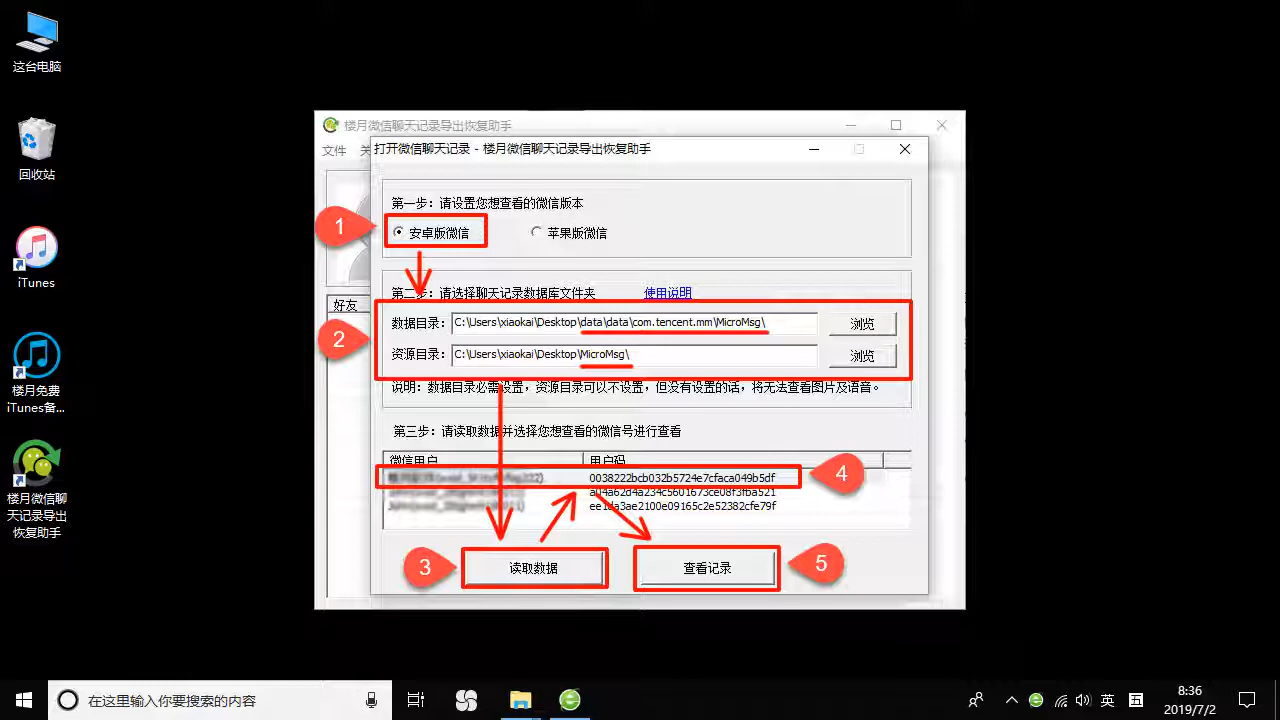 这台电脑
回收站
iTunes
楼月免费
iTunes备...
楼月微信聊
天记录导出
恢复助手
楼月微信聊天记录导出恢复助手
文件
打开微信聊天记录 - 楼月微信聊天记录导出恢复助手
好友
第一步：请设置您想查看的微信版本
1
安卓版微信
苹果版微信
第二步：请选择聊天记录数据库文件夹
使用说明
2
数据目录：
C:\Users\xiaokai\Desktop\data\data\com.tencent.mm\MicroMsg\
浏览
资源目录：
C:\Users\xiaokai\Desktop\MicroMsg\
浏览
说明：数据目录必需设置，资源目录可以不设置，但没有设置的话，将无法查看图片及语音。
第三步：请读取数据并选择您想查看的微信号进行查看
微信用户
用户码
0038222bcb032b5724e7cfaca049b5df
4
a04a62d4a234c5601673ce08f3fba521
ee1da3ae2100e09165c2e52382cfe79f
3
读取数据
查看记录
5
在这里输入你要搜索的内容
英
五
8:36
2019/7/2